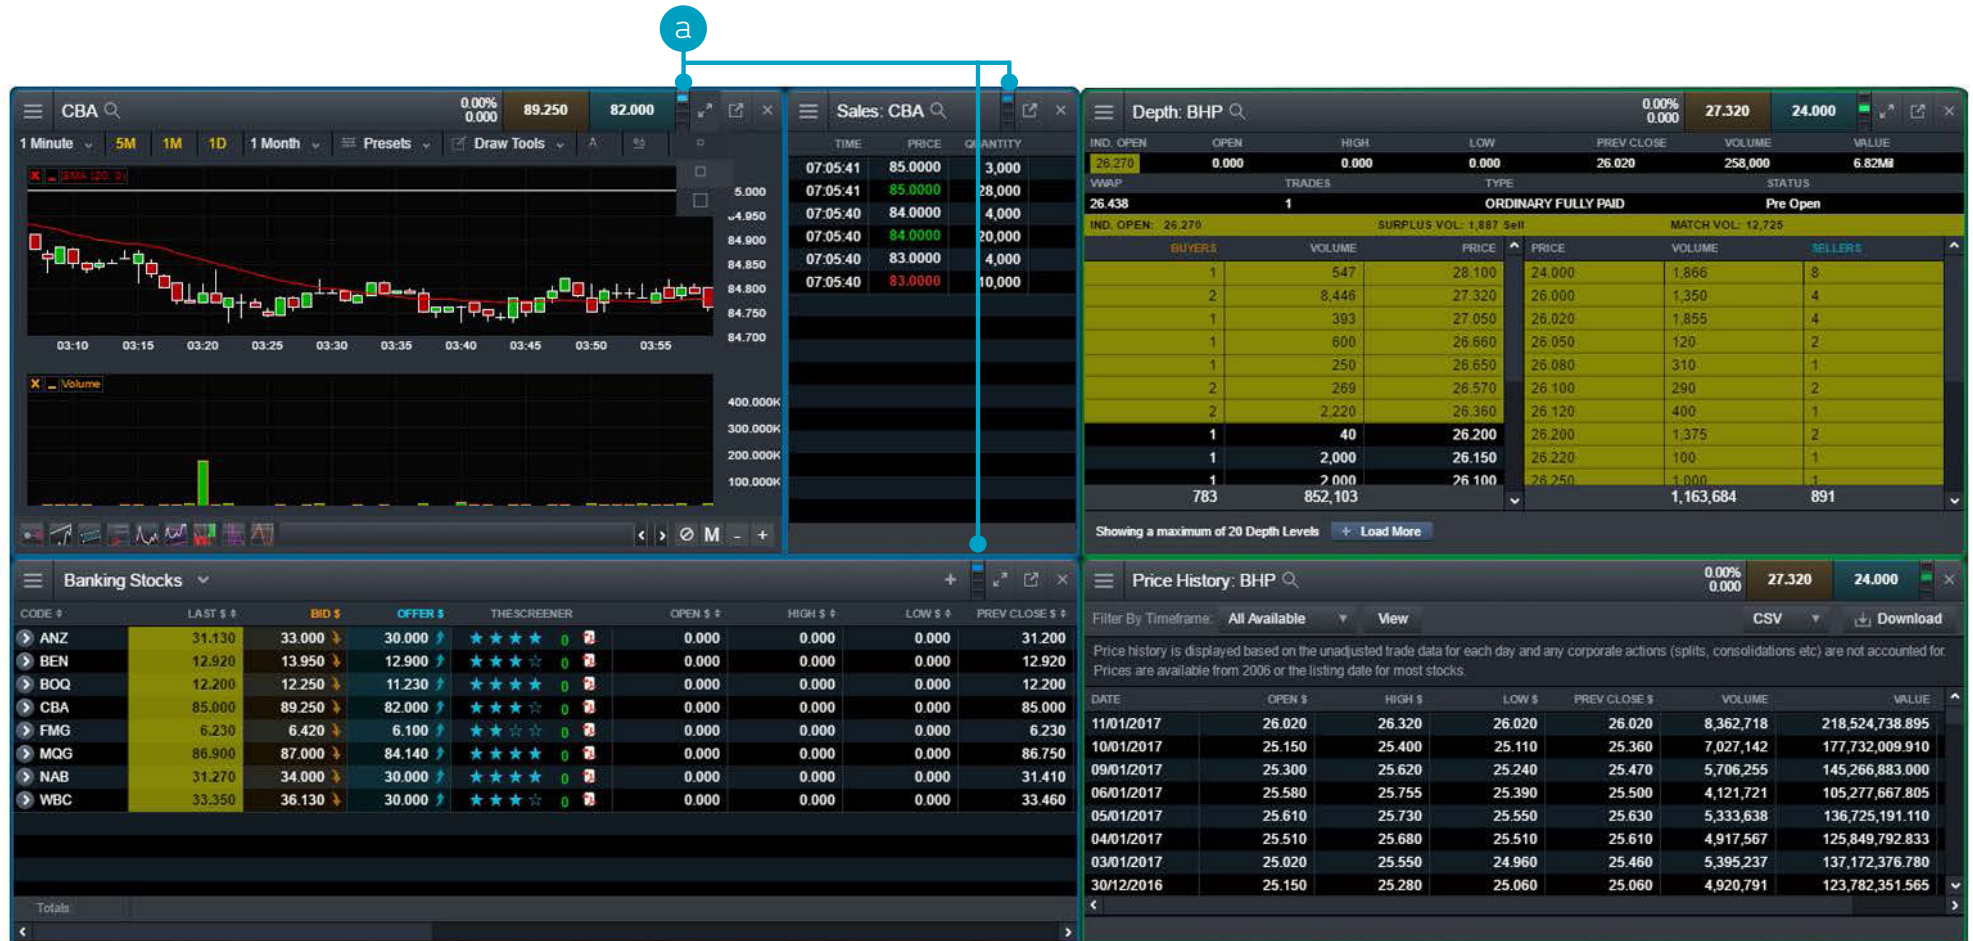 a
CBA
0.00%
0.000
89.250
82.000
1 Minute
5M
1M
1D
1 Month
Presets
Draw Tools
SMA (20, 0)
5.000
84.950
84.900
84.850
84.800
84.750
84.700
03:10 03:15 03:20 03:25 03:30 03:35 03:40 03:45 03:50 03:55
X Volume
400.000K
300.000K
200.000K
100.000K
M - +
Sales: CBA
TIME PRICE QUANTITY
07:05:41 85.0000 3,000
07:05:41 85.0000 28,000
07:05:40 84.0000 4,000
07:05:40 84.0000 20,000
07:05:40 83.0000 4,000
07:05:40 83.0000 10,000
Depth: BHP
0.00%
0.000
27.320
24.000
IND. OPEN OPEN HIGH LOW PREV CLOSE VOLUME VALUE
26.270 0.000 0.000 0.000 26.020 258,000 6.82Mil
VWAP TRADES TYPE STATUS
26.438 1 ORDINARY FULLY PAID Pre Open
IND. OPEN: 26.270 SURPLUS VOL: 1,887 Sell MATCH VOL: 12,725
BUYERS VOLUME PRICE PRICE VOLUME SELLERS
1 547 28.100 24.000 1,866 8
2 8,446 27.320 26.000 1,350 4
1 393 27.050 26.020 1,855 4
1 600 26.660 26.050 120 2
1 250 26.650 26.080 310 1
2 269 26.570 26.100 290 2
2 2,220 26.360 26.120 400 1
1 40 26.200 26.200 1,375 2
1 2,000 26.150 26.220 100 1
1 2,000 26.100 26.250 1,000 1
783 852,103 1,163,684 891
Showing a maximum of 20 Depth Levels + Load More
Banking Stocks
CODE LAST $ BID $ OFFER $ THESCREENER OPEN $ HIGH $ LOW $ PREV CLOSE $
ANZ 31.130 33.000 30.000 0 0.000 0.000 0.000 31.200
BEN 12.920 13.950 12.900 0 0.000 0.000 0.000 12.920
BOQ 12.200 12.250 11.230 0 0.000 0.000 0.000 12.200
CBA 85.000 89.250 82.000 0 0.000 0.000 0.000 85.000
FMG 6.230 6.420 6.100 0 0.000 0.000 0.000 6.230
MQG 86.900 87.000 84.140 0 0.000 0.000 0.000 86.750
NAB 31.270 34.000 30.000 0 0.000 0.000 0.000 31.410
WBC 33.350 36.130 30.000 0 0.000 0.000 0.000 33.460
Totals:
Price History: BHP
0.00%
0.000
27.320
24.000
Filter By Timeframe: All Available View CSV Download
Price history is displayed based on the unadjusted trade data for each day and any corporate actions (splits, consolidations etc) are not accounted for.
Prices are available from 2006 or the listing date for most stocks.
DATE OPEN $ HIGH $ LOW $ PREV CLOSE $ VOLUME VALUE
11/01/2017 26.020 26.320 26.020 26.020 8,362,718 218,524,738.895
10/01/2017 25.150 25.400 25.110 25.360 7,027,142 177,732,009.910
09/01/2017 25.300 25.620 25.240 25.470 5,706,255 145,266,883.000
06/01/2017 25.580 25.755 25.390 25.500 4,121,721 105,277,667.805
05/01/2017 25.610 25.730 25.550 25.630 5,333,638 136,725,191.110
04/01/2017 25.510 25.680 25.510 25.610 4,917,567 125,849,792.833
03/01/2017 25.020 25.550 24.960 25.460 5,395,237 137,172,376.780
30/12/2016 25.150 25.280 25.060 25.060 4,920,791 123,782,351.565